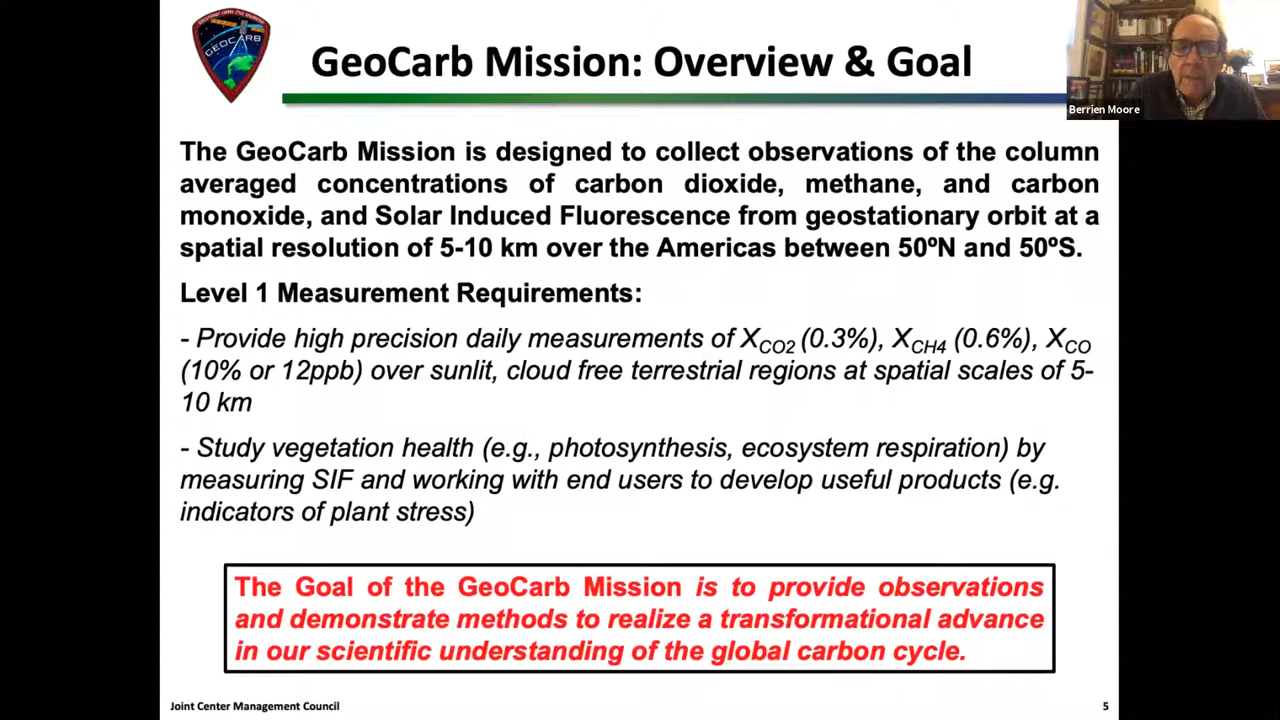 GEOCARB
GeoCarb Mission: Overview & Goal
Berrien Moore
The GeoCarb Mission is designed to collect observations of the column
averaged concentrations of carbon dioxide, methane, and carbon
monoxide, and Solar Induced Fluorescence from geostationary orbit at a
spatial resolution of 5-10 km over the Americas between 50ºN and 50ºS.
Level 1 Measurement Requirements:
- Provide high precision daily measurements of XCO2 (0.3%), XCH4 (0.6%), XCO
(10% or 12ppb) over sunlit, cloud free terrestrial regions at spatial scales of 5-
10 km
- Study vegetation health (e.g., photosynthesis, ecosystem respiration) by
measuring SIF and working with end users to develop useful products (e.g.
indicators of plant stress)
The Goal of the GeoCarb Mission is to provide observations
and demonstrate methods to realize a transformational advance
in our scientific understanding of the global carbon cycle.
Joint Center Management Council
5